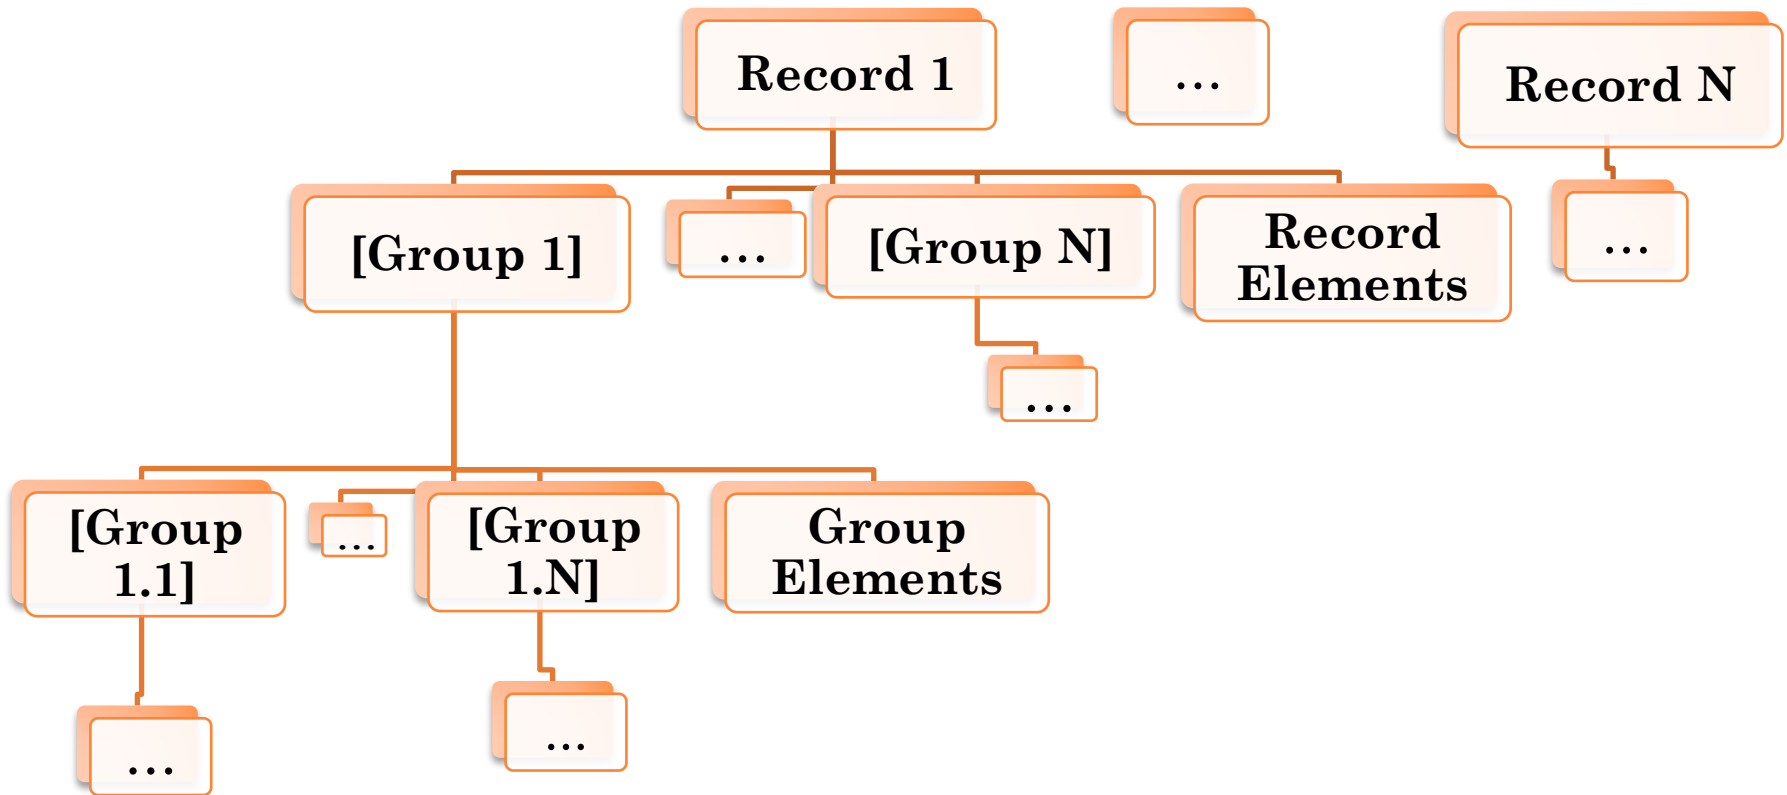 Record 1
...
Record N
[Group 1]
...
[Group N]
Record
Elements
...
...
[Group
1.1]
...
[Group
1.N]
Group
Elements
...
...